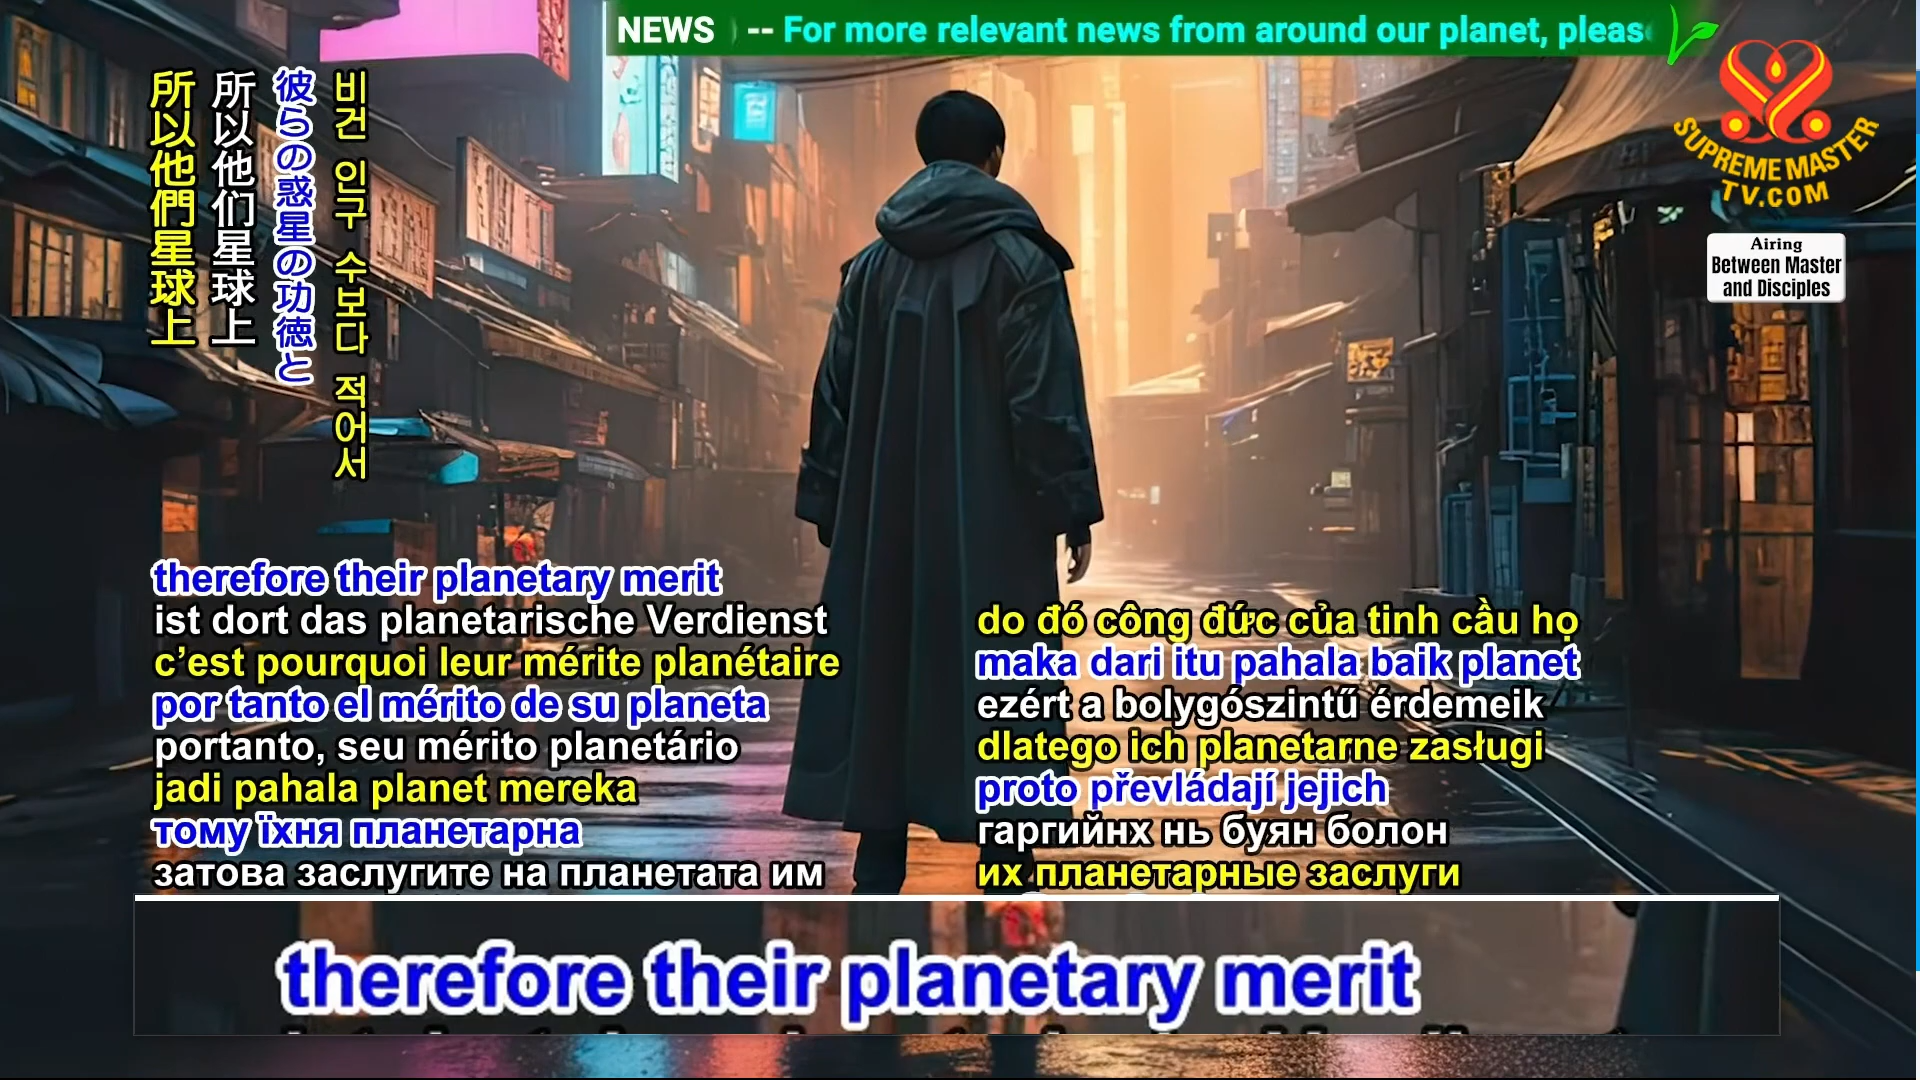 NEWS -- For more relevant news from around our planet, pleas
SUPREME MASTER
TV.COM
Airing
Between Master
and Disciples
所以他們星球上
所以他们星球上
彼らの惑星の功徳と
비건 인구 수보다 적어서
therefore their planetary merit
ist dort das planetarische Verdienst
c’est pourquoi leur mérite planétaire
por tanto el mérito de su planeta
portanto, seu mérito planetário
jadi pahala planet mereka
тому їхня планетарна
затова заслугите на планетата им
do đó công đức của tinh cầu họ
maka dari itu pahala baik planet
ezért a bolygószintű érdemeik
dlatego ich planetarne zasługi
proto převládají jejich
гаргийнх нь буян болон
их планетарные заслуги
therefore their planetary merit